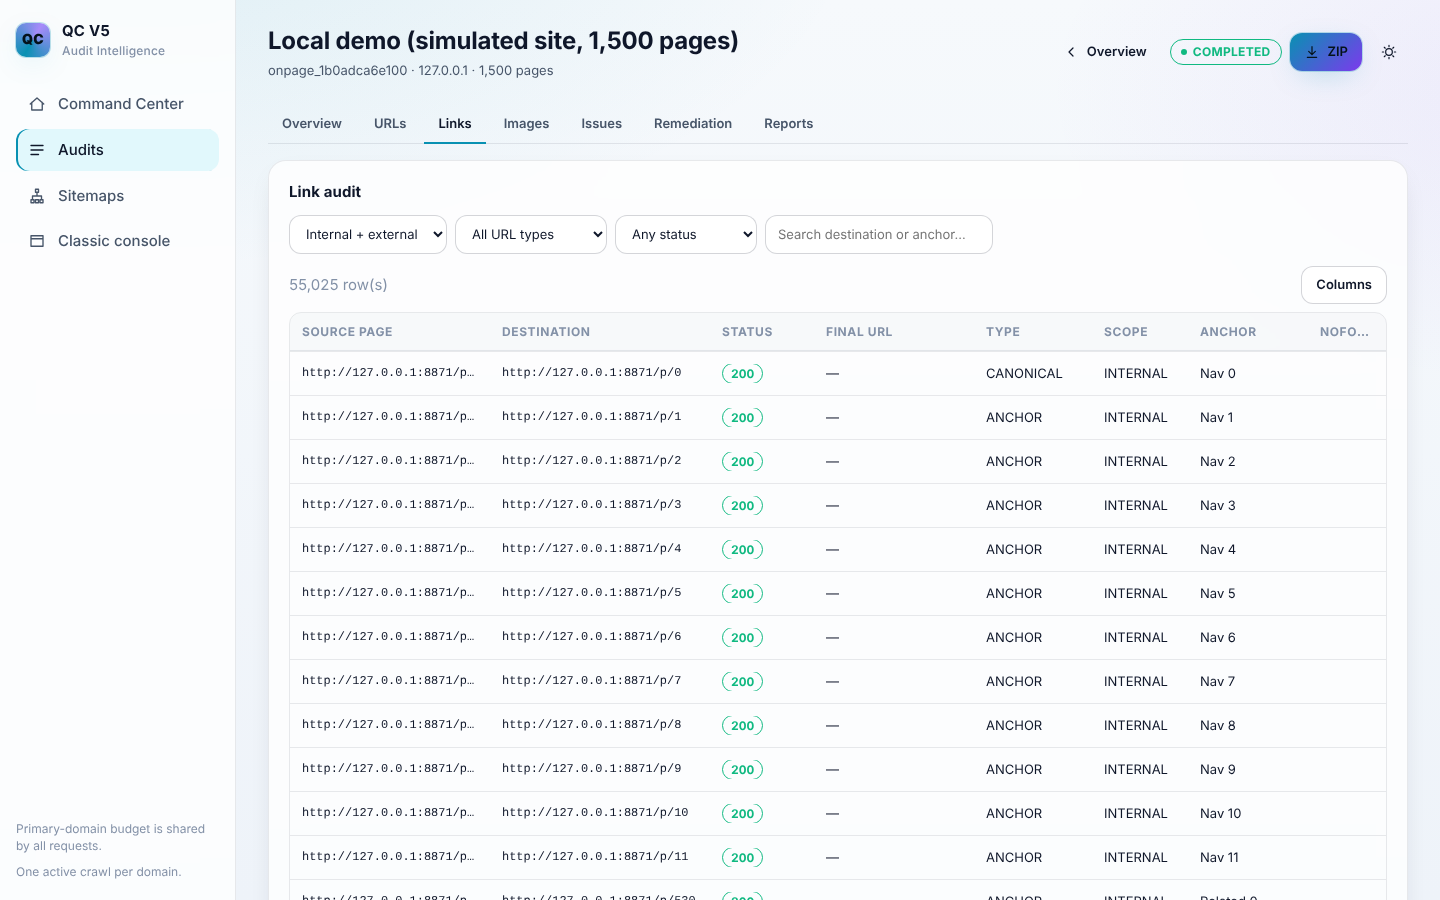 QC
QC V5
Audit Intelligence
Command Center
Audits
Sitemaps
Classic console
Primary-domain budget is shared
by all requests.
One active crawl per domain.
Local demo (simulated site, 1,500 pages)
onpage_1b0adca6e100 · 127.0.0.1 · 1,500 pages
Overview
COMPLETED
ZIP
Overview URLs Links Images Issues Remediation Reports
Link audit
Internal + external All URL types Any status Search destination or anchor...
55,025 row(s) Columns
SOURCE PAGE DESTINATION STATUS FINAL URL TYPE SCOPE ANCHOR NOFO...
http://127.0.0.1:8871/p… http://127.0.0.1:8871/p/0 200 — CANONICAL INTERNAL Nav 0
http://127.0.0.1:8871/p… http://127.0.0.1:8871/p/1 200 — ANCHOR INTERNAL Nav 1
http://127.0.0.1:8871/p… http://127.0.0.1:8871/p/2 200 — ANCHOR INTERNAL Nav 2
http://127.0.0.1:8871/p… http://127.0.0.1:8871/p/3 200 — ANCHOR INTERNAL Nav 3
http://127.0.0.1:8871/p… http://127.0.0.1:8871/p/4 200 — ANCHOR INTERNAL Nav 4
http://127.0.0.1:8871/p… http://127.0.0.1:8871/p/5 200 — ANCHOR INTERNAL Nav 5
http://127.0.0.1:8871/p… http://127.0.0.1:8871/p/6 200 — ANCHOR INTERNAL Nav 6
http://127.0.0.1:8871/p… http://127.0.0.1:8871/p/7 200 — ANCHOR INTERNAL Nav 7
http://127.0.0.1:8871/p… http://127.0.0.1:8871/p/8 200 — ANCHOR INTERNAL Nav 8
http://127.0.0.1:8871/p… http://127.0.0.1:8871/p/9 200 — ANCHOR INTERNAL Nav 9
http://127.0.0.1:8871/p… http://127.0.0.1:8871/p/10 200 — ANCHOR INTERNAL Nav 10
http://127.0.0.1:8871/p… http://127.0.0.1:8871/p/11 200 — ANCHOR INTERNAL Nav 11